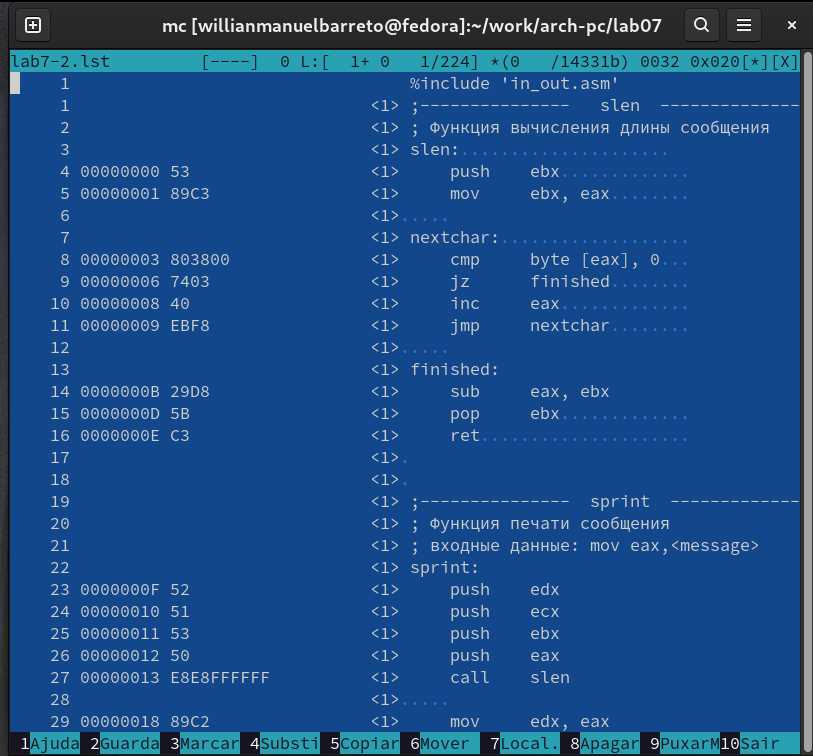 mc [willianmanuelbarreto@fedora]:~/work/arch-pc/lab07
lab7-2.lst [----] 0 L:[ 1+ 0 1/224] *(0 /14331b) 0032 0x020[*][X]
1 %include 'in_out.asm'
1 <1> ;--------------- slen --------------
2 <1> ; Функция вычисления длины сообщения
3 <1> slen:.....................
4 00000000 53 <1> push ebx.............
5 00000001 89C3 <1> mov ebx, eax........
6 <1>.....
7 <1> nextchar:...................
8 00000003 803800 <1> cmp byte [eax], 0...
9 00000006 7403 <1> jz finished........
10 00000008 40 <1> inc eax.............
11 00000009 EBF8 <1> jmp nextchar........
12 <1>.....
13 <1> finished:
14 0000000B 29D8 <1> sub eax, ebx
15 0000000D 5B <1> pop ebx.............
16 0000000E C3 <1> ret.....................
17 <1>.
18 <1>.
19 <1> ;--------------- sprint -------------
20 <1> ; Функция печати сообщения
21 <1> ; входные данные: mov eax,<message>
22 <1> sprint:
23 0000000F 52 <1> push edx
24 00000010 51 <1> push ecx
25 00000011 53 <1> push ebx
26 00000012 50 <1> push eax
27 00000013 E8E8FFFFFF <1> call slen
28 <1>.....
29 00000018 89C2 <1> mov edx, eax
1Ajuda 2Guarda 3Marcar 4Substi 5Copiar 6Mover 7Local. 8Apagar 9PuxarM 10Sair